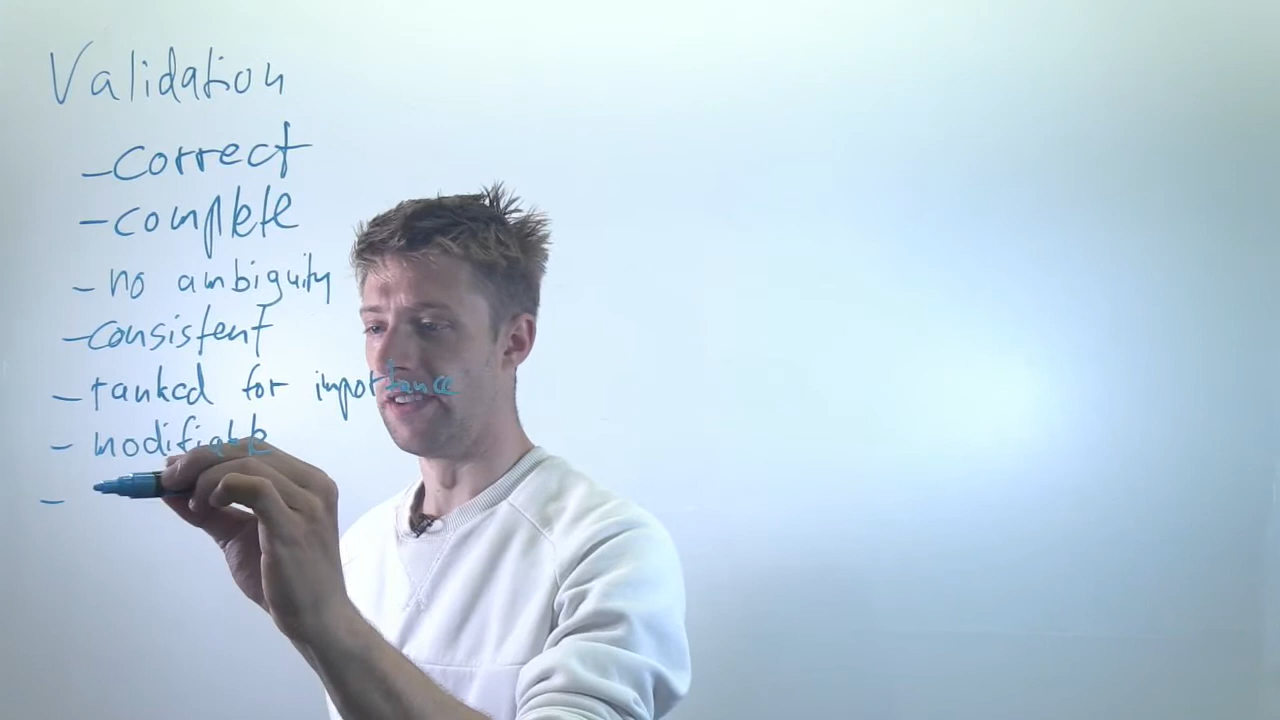 Validation
- correct
- complete
- no ambiguity
- consistent
- ranked for importance
- modifiable
-